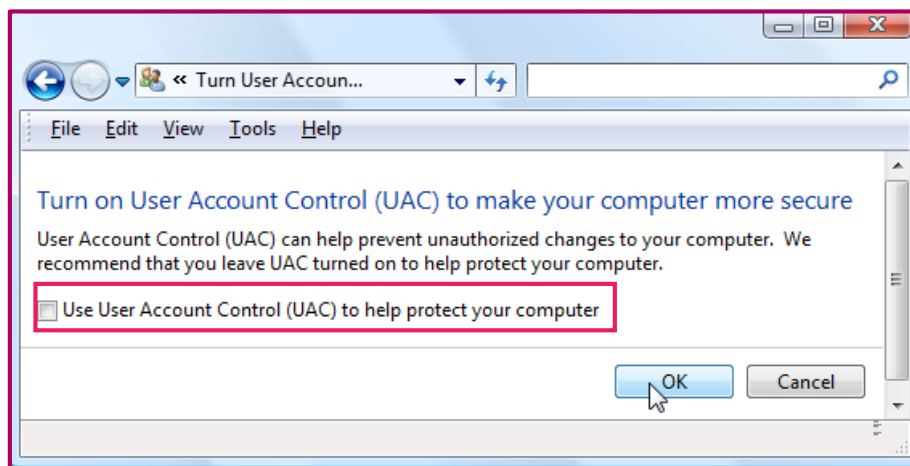 « Turn User Accoun...
File Edit View Tools Help
Turn on User Account Control (UAC) to make your computer more secure
User Account Control (UAC) can help prevent unauthorized changes to your computer. We
recommend that you leave UAC turned on to help protect your computer.
Use User Account Control (UAC) to help protect your computer
OK Cancel